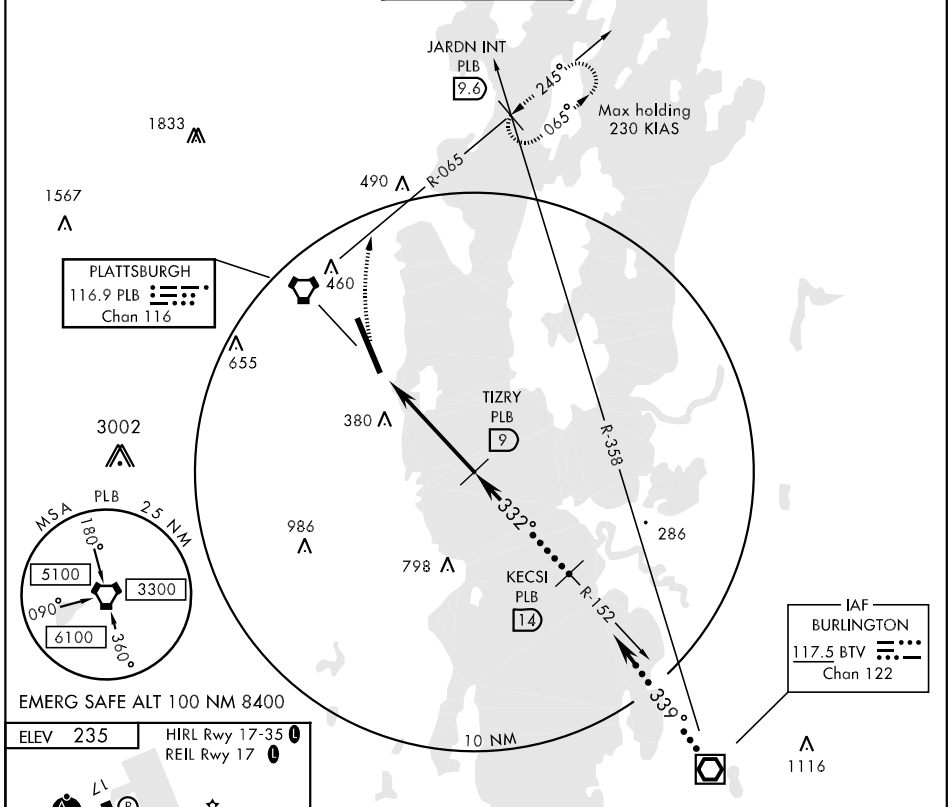 JARDN INT
PLB
9.6
245°
065°
Max holding
230 KIAS
1833
490
R-065
1567
PLATTSBURGH
116.9 PLB
Chan 116
460
655
TIZRY
PLB
9
380
3002
R-358
332°
MSA PLB 25 NM
180°
5100
3300
090°
6100
360°
986
798
286
KECSI
PLB
14
R-152
IAF
BURLINGTON
117.5 BTV
Chan 122
339°
EMERG SAFE ALT 100 NM 8400
10 NM
1116
ELEV 235
HIRL Rwy 17-35 L
REIL Rwy 17 L
17
A
R